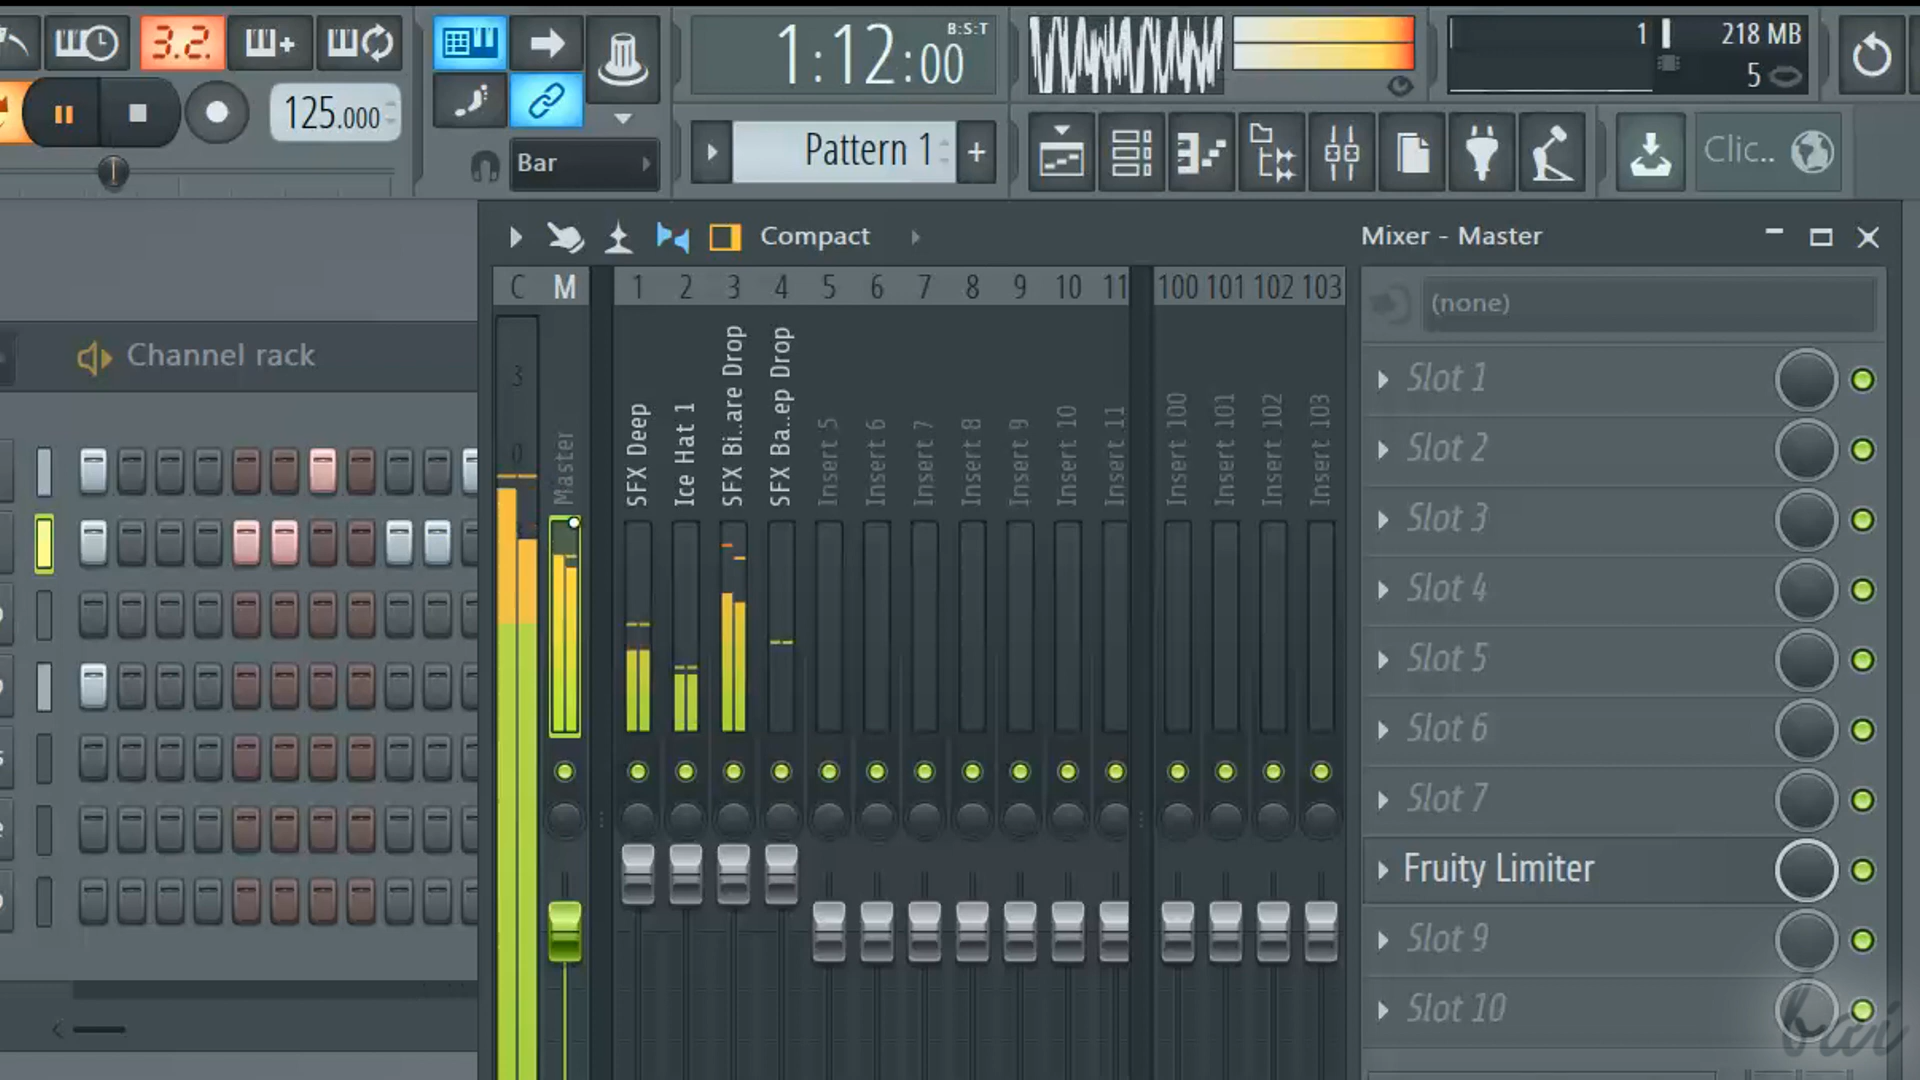 3.2.
125.000
Bar
1:12:00
B:S:T
Pattern 1
+
1
218 MB
5
Clic..
Channel rack
Compact
Mixer - Master
C M 1 2 3 4 5 6 7 8 9 10 11 100 101 102 103
3
0
Master
SFX Deep
Ice Hat 1
SFX Bi..are Drop
SFX Ba..ep Drop
Insert 5
Insert 6
Insert 7
Insert 8
Insert 9
Insert 10
Insert 11
Insert 100
Insert 101
Insert 102
Insert 103
(none)
Slot 1
Slot 2
Slot 3
Slot 4
Slot 5
Slot 6
Slot 7
Fruity Limiter
Slot 9
Slot 10
bai